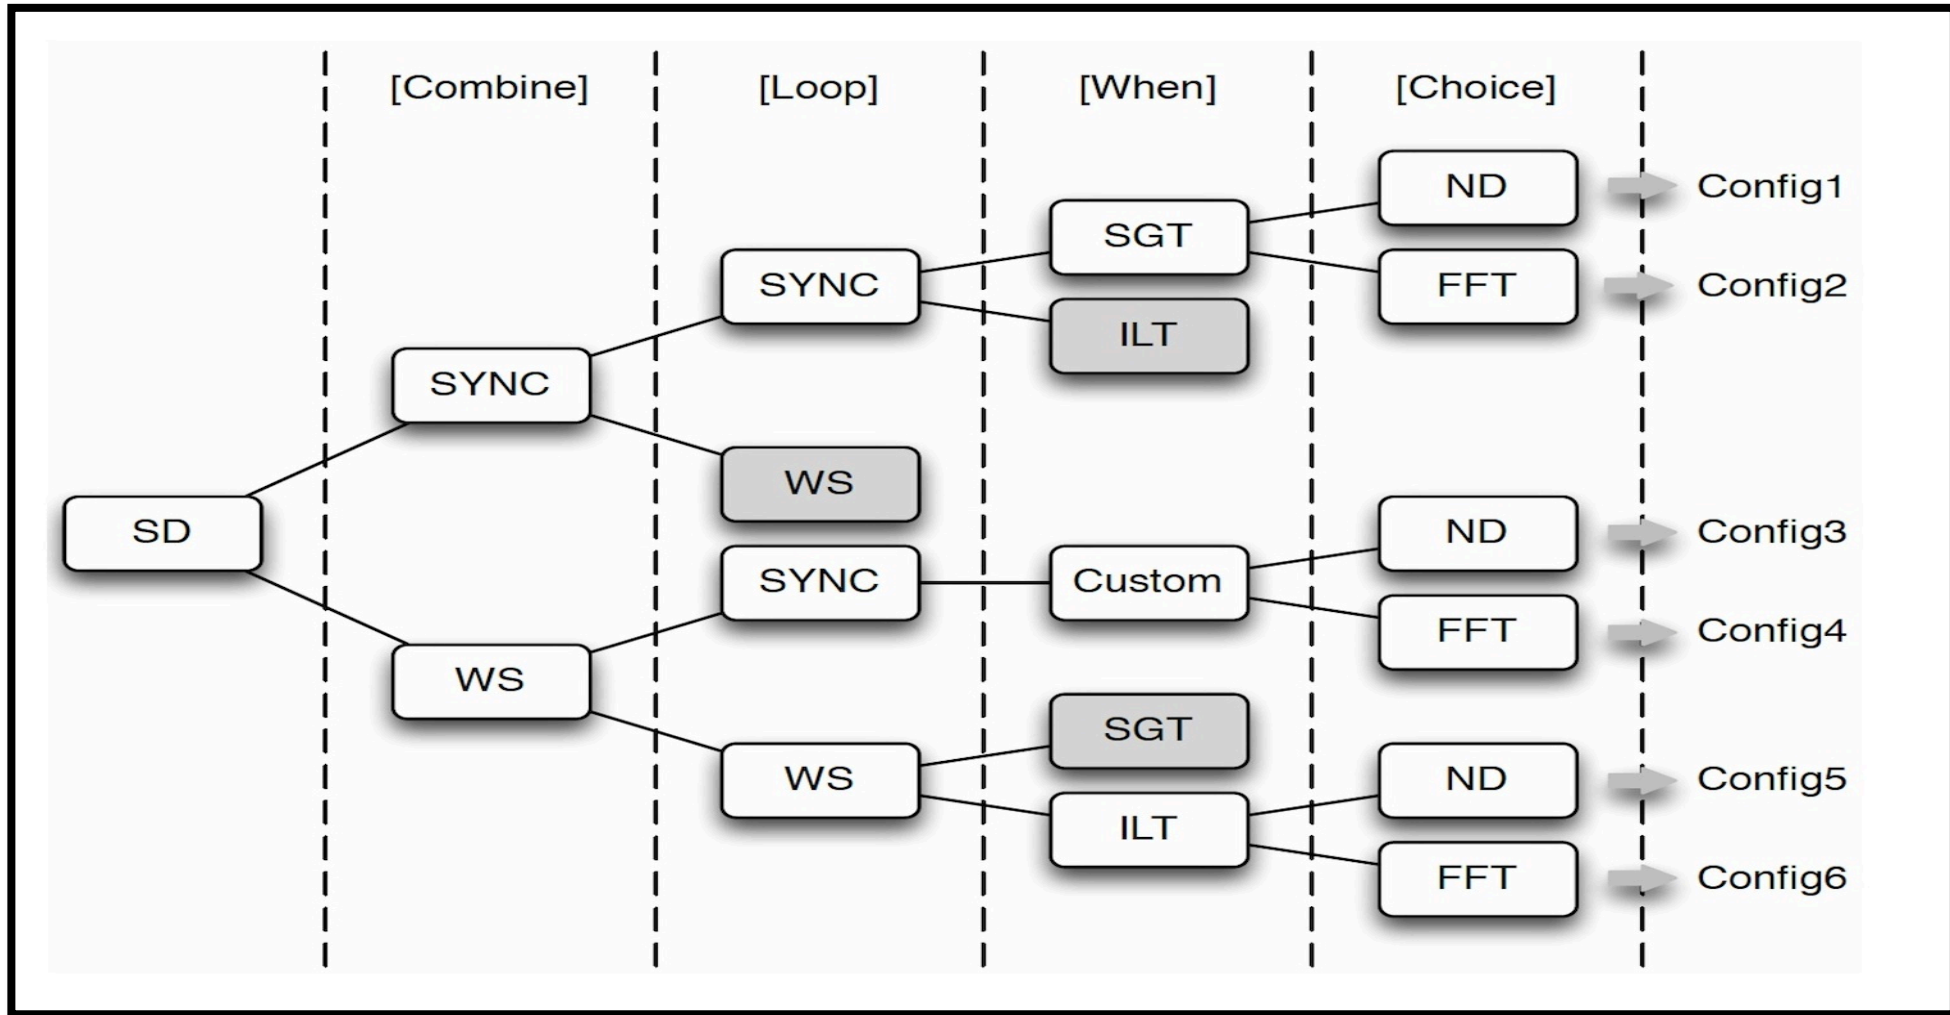 [Combine] [Loop] [When] [Choice]
ND Config1
SGT
SYNC FFT Config2
ILT
SYNC
WS
SD ND Config3
SYNC Custom
FFT Config4
WS
SGT
WS ND Config5
ILT
FFT Config6